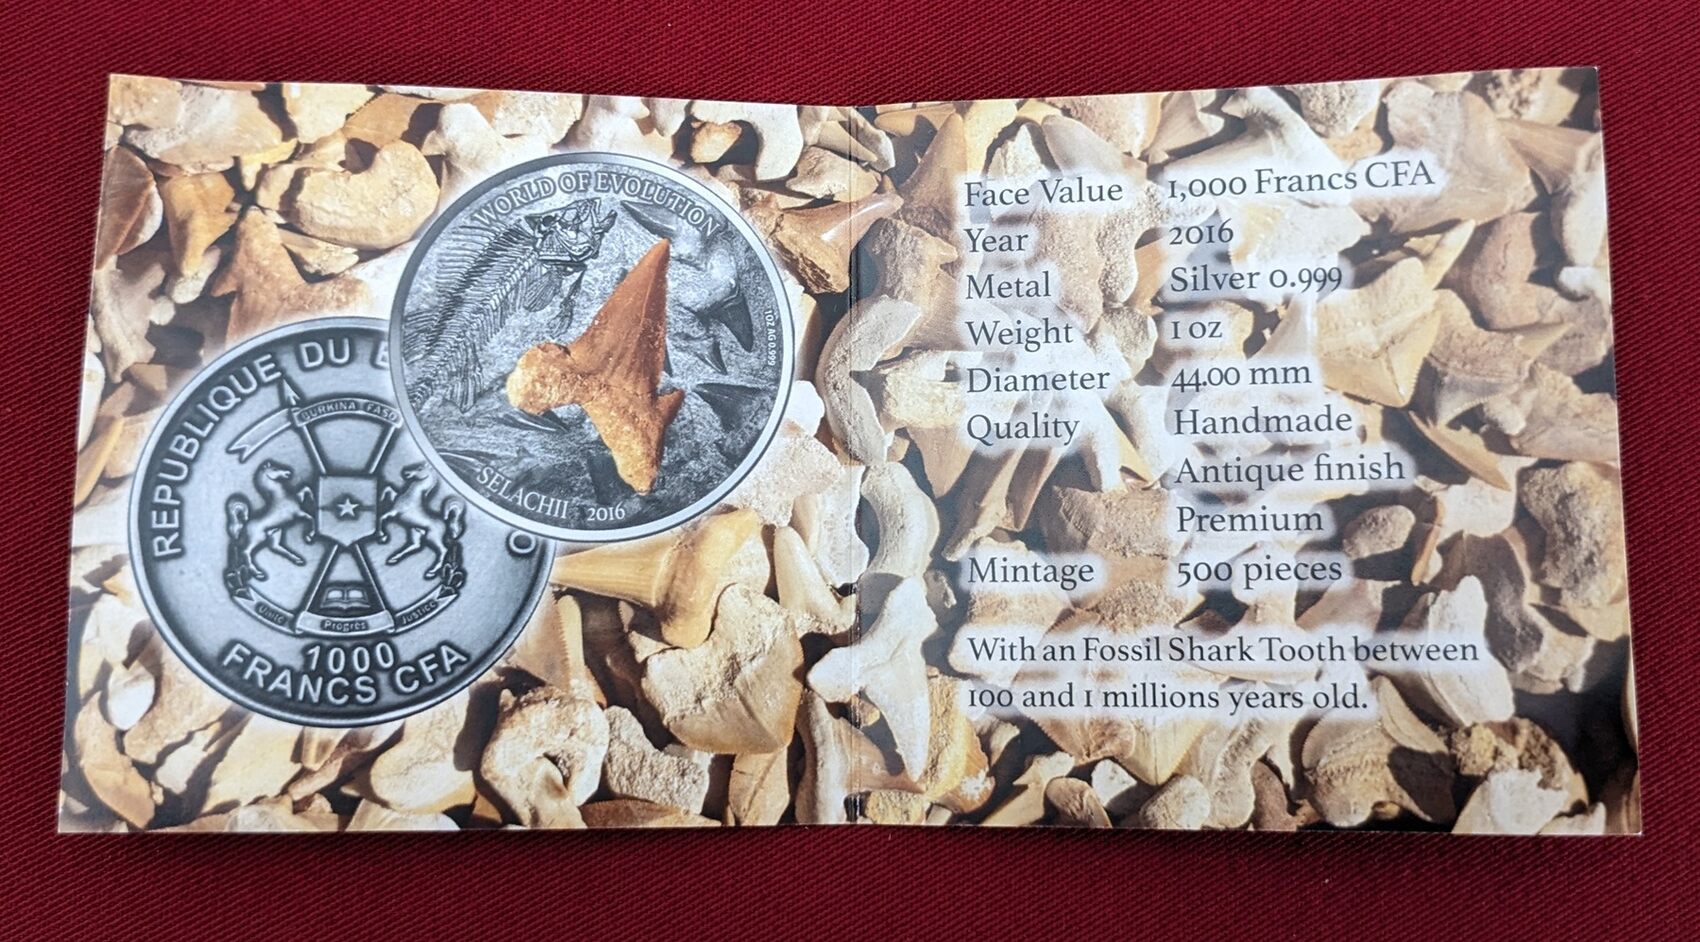 WORLD OF EVOLUTION
1OZ AG 0.999
SELACHII 2016
REPUBLIQUE DU
O
BURKINA FASO
Unité Progrès Justice
1000
FRANCS CFA
Face Value 1,000 Francs CFA
Year 2016
Metal Silver 0.999
Weight 1 oz
Diameter 44.00 mm
Quality Handmade
Antique finish
Premium
Mintage 500 pieces
With an Fossil Shark Tooth between
100 and 1 millions years old.